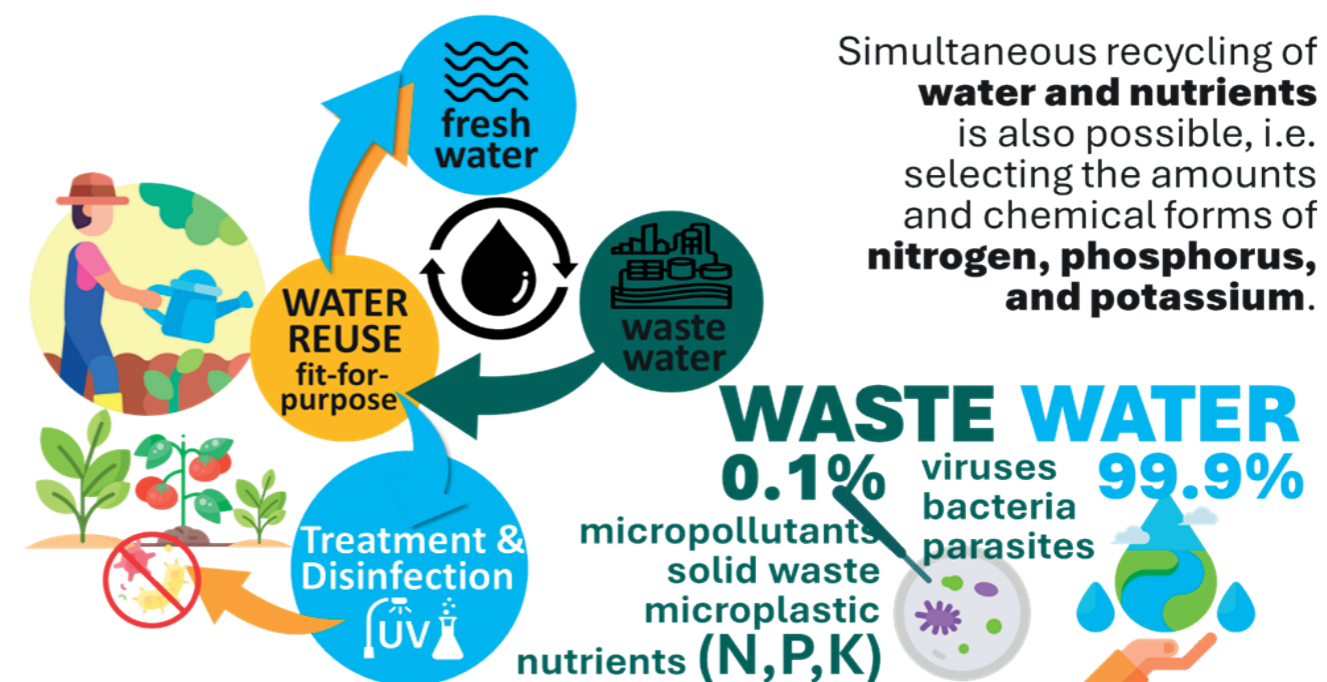 fresh
water
WATER
REUSE
fit-for-
purpose
waste
water
Treatment &
Disinfection
UV
Simultaneous recycling of
water and nutrients
is also possible, i.e.
selecting the amounts
and chemical forms of
nitrogen, phosphorus,
and potassium.
WASTE WATER
0.1%
micropollutants
solid waste
microplastic
nutrients (N,P,K)
viruses
bacteria
parasites
99.9%